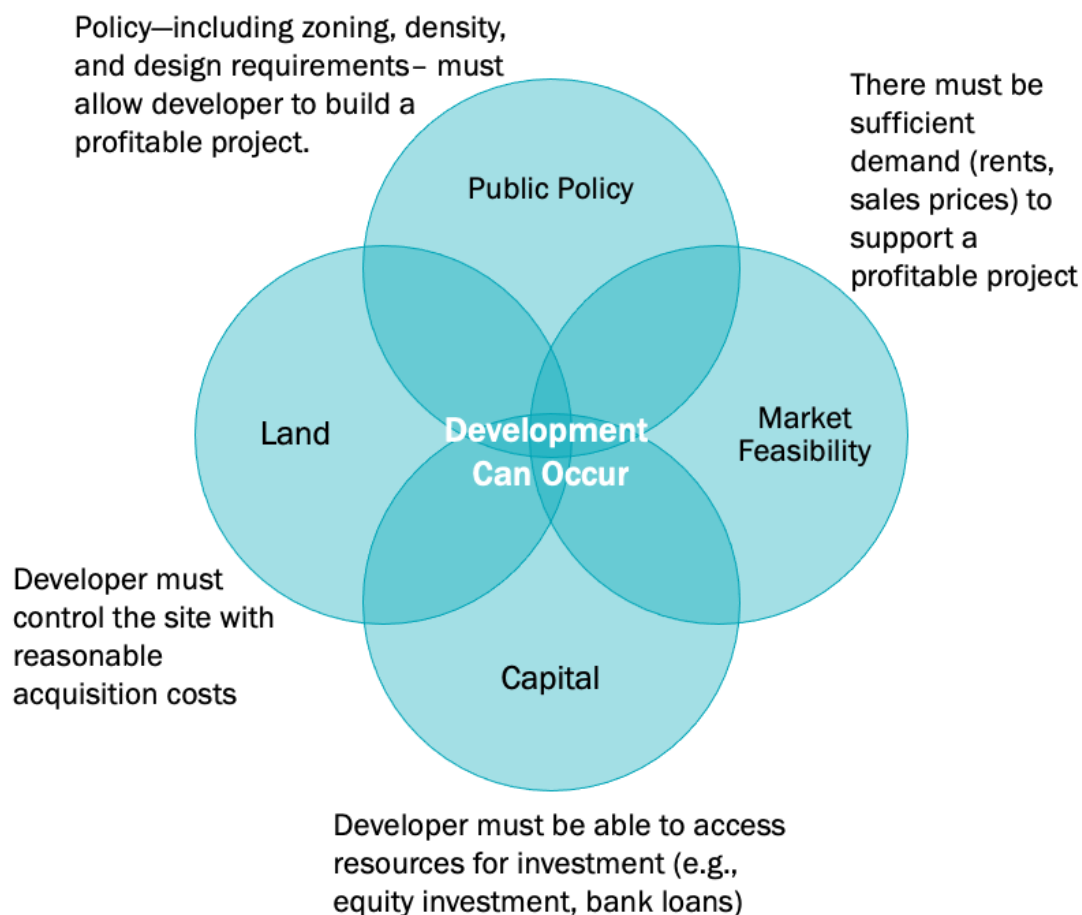 Policy—including zoning, density,
and design requirements– must
allow developer to build a
profitable project.
There must be
sufficient
demand (rents,
sales prices) to
support a
profitable project
Public Policy
Land
Development
Can Occur
Market
Feasibility
Developer must
control the site with
reasonable
acquisition costs
Capital
Developer must be able to access
resources for investment (e.g.,
equity investment, bank loans)